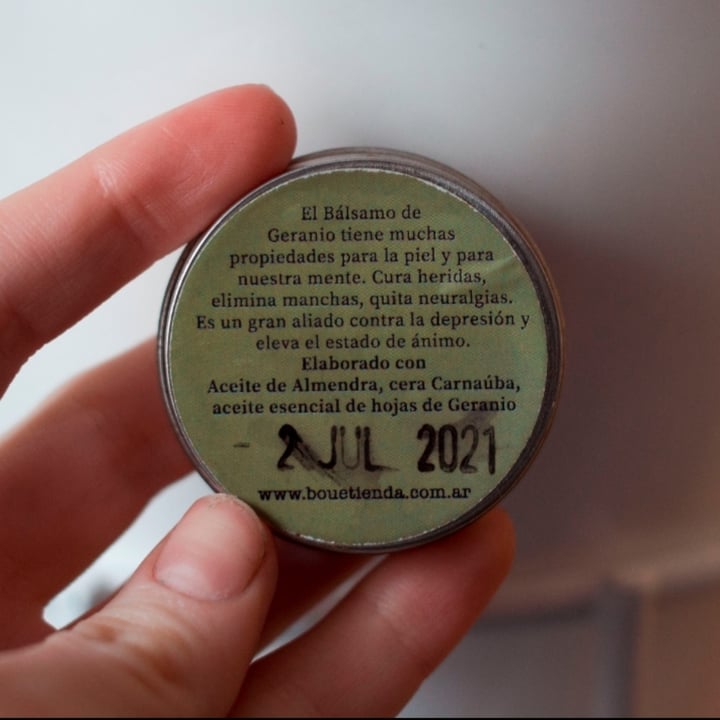 El Bálsamo de
Geranio tiene muchas
propiedades para la piel y para
nuestra mente. Cura heridas,
elimina manchas, quita neuralgias.
Es un gran aliado contra la depresión y
eleva el estado de ánimo.
Elaborado con
Aceite de Almendra, cera Carnaúba,
aceite esencial de hojas de Geranio
- 2 JUL 2021
www.bouetienda.com.ar